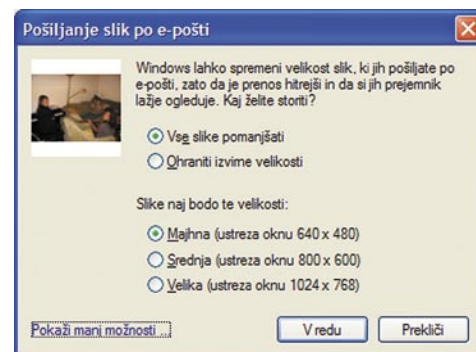 Pošiljanje slik po e-pošti
Windows lahko spremeni velikost slik, ki jih pošiljate po
e-pošti, zato da je prenos hitrejši in da si jih prejemnik
lažje ogleduje. Kaj želite storiti?
Vse slike pomanjšati
Ohraniti izvirne velikosti
Slike naj bodo te velikosti:
Majhna (ustreza oknu 640 x 480)
Srednja (ustreza oknu 800 x 600)
Velika (ustreza oknu 1024 x 768)
Pokaži manj možnosti ...
V redu
Prekliči